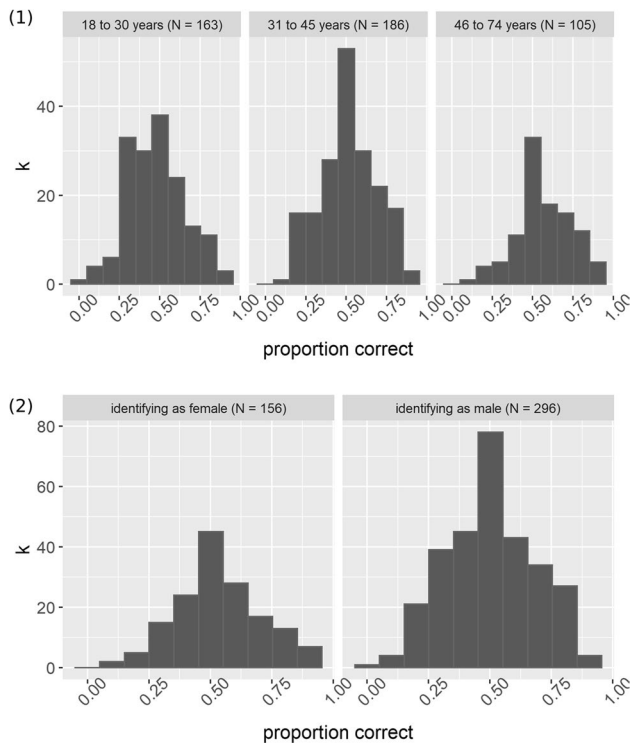 (1)
18 to 30 years (N = 163) 31 to 45 years (N = 186) 46 to 74 years (N = 105)
40
k
20
0
0.00 0.25 0.50 0.75 1.00 0.00 0.25 0.50 0.75 1.00 0.00 0.25 0.50 0.75 1.00
proportion correct
(2)
identifying as female (N = 156) identifying as male (N = 296)
80
60
k
40
20
0
0.00 0.25 0.50 0.75 1.00 0.00 0.25 0.50 0.75 1.00
proportion correct